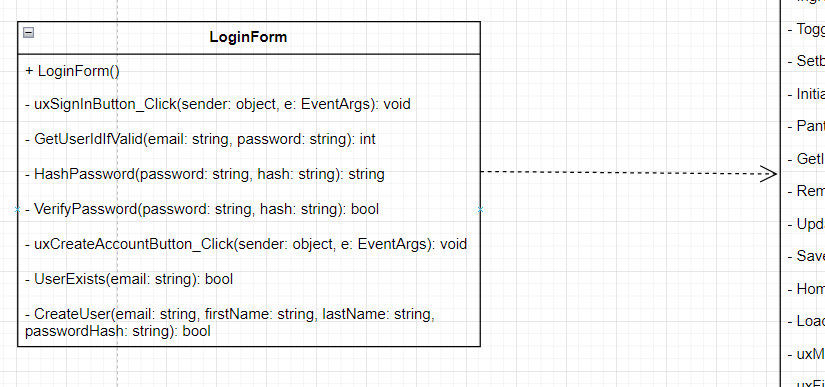 LoginForm
+ LoginForm()
- uxSignInButton_Click(sender: object, e: EventArgs): void
- GetUserIdIfValid(email: string, password: string): int
- HashPassword(password: string, hash: string): string
- VerifyPassword(password: string, hash: string): bool
- uxCreateAccountButton_Click(sender: object, e: EventArgs): void
- UserExists(email: string): bool
- CreateUser(email: string, firstName: string, lastName: string,
passwordHash: string): bool
- Togg
- Setb
- Initia
- Pant
- GetI
- Rem
- Upd
- Save
- Hom
- Load
- uxM